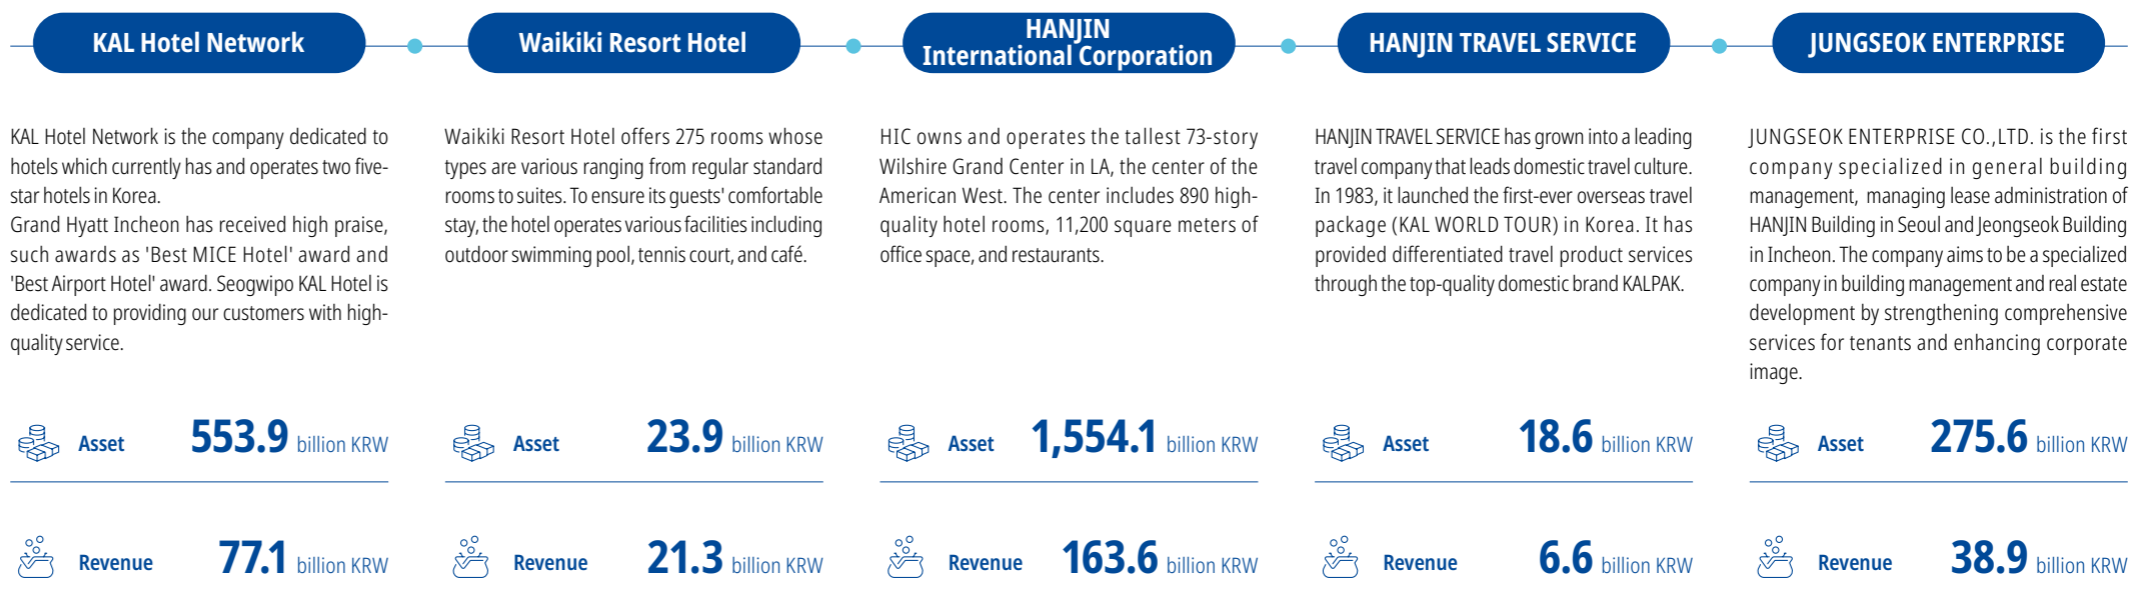 KAL Hotel Network
KAL Hotel Network is the company dedicated to
hotels which currently has and operates two five-
star hotels in Korea.
Grand Hyatt Incheon has received high praise,
such awards as 'Best MICE Hotel' award and
'Best Airport Hotel' award. Seogwipo KAL Hotel is
dedicated to providing our customers with high-
quality service.
Asset 553.9 billion KRW
Revenue 77.1 billion KRW
Waikiki Resort Hotel
Waikiki Resort Hotel offers 275 rooms whose
types are various ranging from regular standard
rooms to suites. To ensure its guests' comfortable
stay, the hotel operates various facilities including
outdoor swimming pool, tennis court, and café.
Asset 23.9 billion KRW
Revenue 21.3 billion KRW
HANJIN
International Corporation
HIC owns and operates the tallest 73-story
Wilshire Grand Center in LA, the center of the
American West. The center includes 890 high-
quality hotel rooms, 11,200 square meters of
office space, and restaurants.
Asset 1,554.1 billion KRW
Revenue 163.6 billion KRW
HANJIN TRAVEL SERVICE
HANJIN TRAVEL SERVICE has grown into a leading
travel company that leads domestic travel culture.
In 1983, it launched the first-ever overseas travel
package (KAL WORLD TOUR) in Korea. It has
provided differentiated travel product services
through the top-quality domestic brand KALPAK.
Asset 18.6 billion KRW
Revenue 6.6 billion KRW
JUNGSEOK ENTERPRISE
JUNGSEOK ENTERPRISE CO.,LTD. is the first
company specialized in general building
management, managing lease administration of
HANJIN Building in Seoul and Jeongseok Building
in Incheon. The company aims to be a specialized
company in building management and real estate
development by strengthening comprehensive
services for tenants and enhancing corporate
image.
Asset 275.6 billion KRW
Revenue 38.9 billion KRW